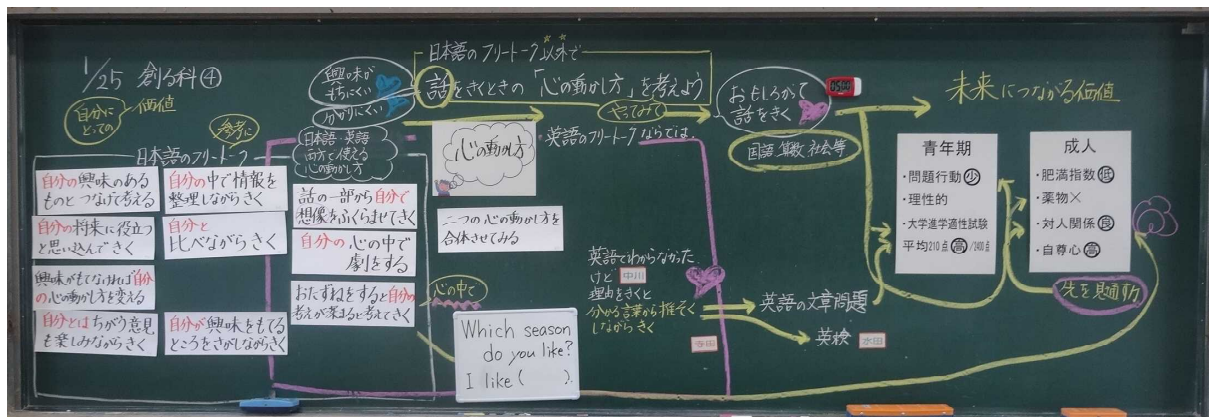 1/25 創る科④
自分に
とっての
価値
参考に
日本語のフリートーク
自分の興味のある
ものと つなげて考える
自分の中で情報を
整理しながらきく
自分の将来に役立つ
と思い込んできく
自分と
比べながらきく
興味がもてなければ自分
の心の動かし方を変える
自分とはちがう意見
も楽しみながらきく
自分が興味をもてる
ところをさがしながらきく
興味が
もちにくい
分かりにくい
日本語のフリートーク以外で
話をきくときの「心の動かし方」を考えよう
やってみて
日本語・英語
両方で使える
心の動かし方
話の一部から自分で
想像をふくらませてきく
自分の 心の中で
劇をする
おたずねをすると自分の
考えが深まると考えてきく
心の動かし方
二つの心の動かし方を
合体させてみる
心の中で
Which season
do you like?
I like (　　).
英語のフリートークならでは
英語でわからなかった
けど 中川
理由をきくと
分かる言葉から推そく
しながらきく
寺田
英語の文章問題
英検 水田
おもしろがって
話をきく
05:00
国語 算数 社会等
未来につながる価値
青年期
・問題行動 少
・理性的
・大学進学適性試験
平均210点 高 /2400点
成人
・肥満指数 低
・薬物×
・対人関係 良
・自尊心 高
先を見通す力